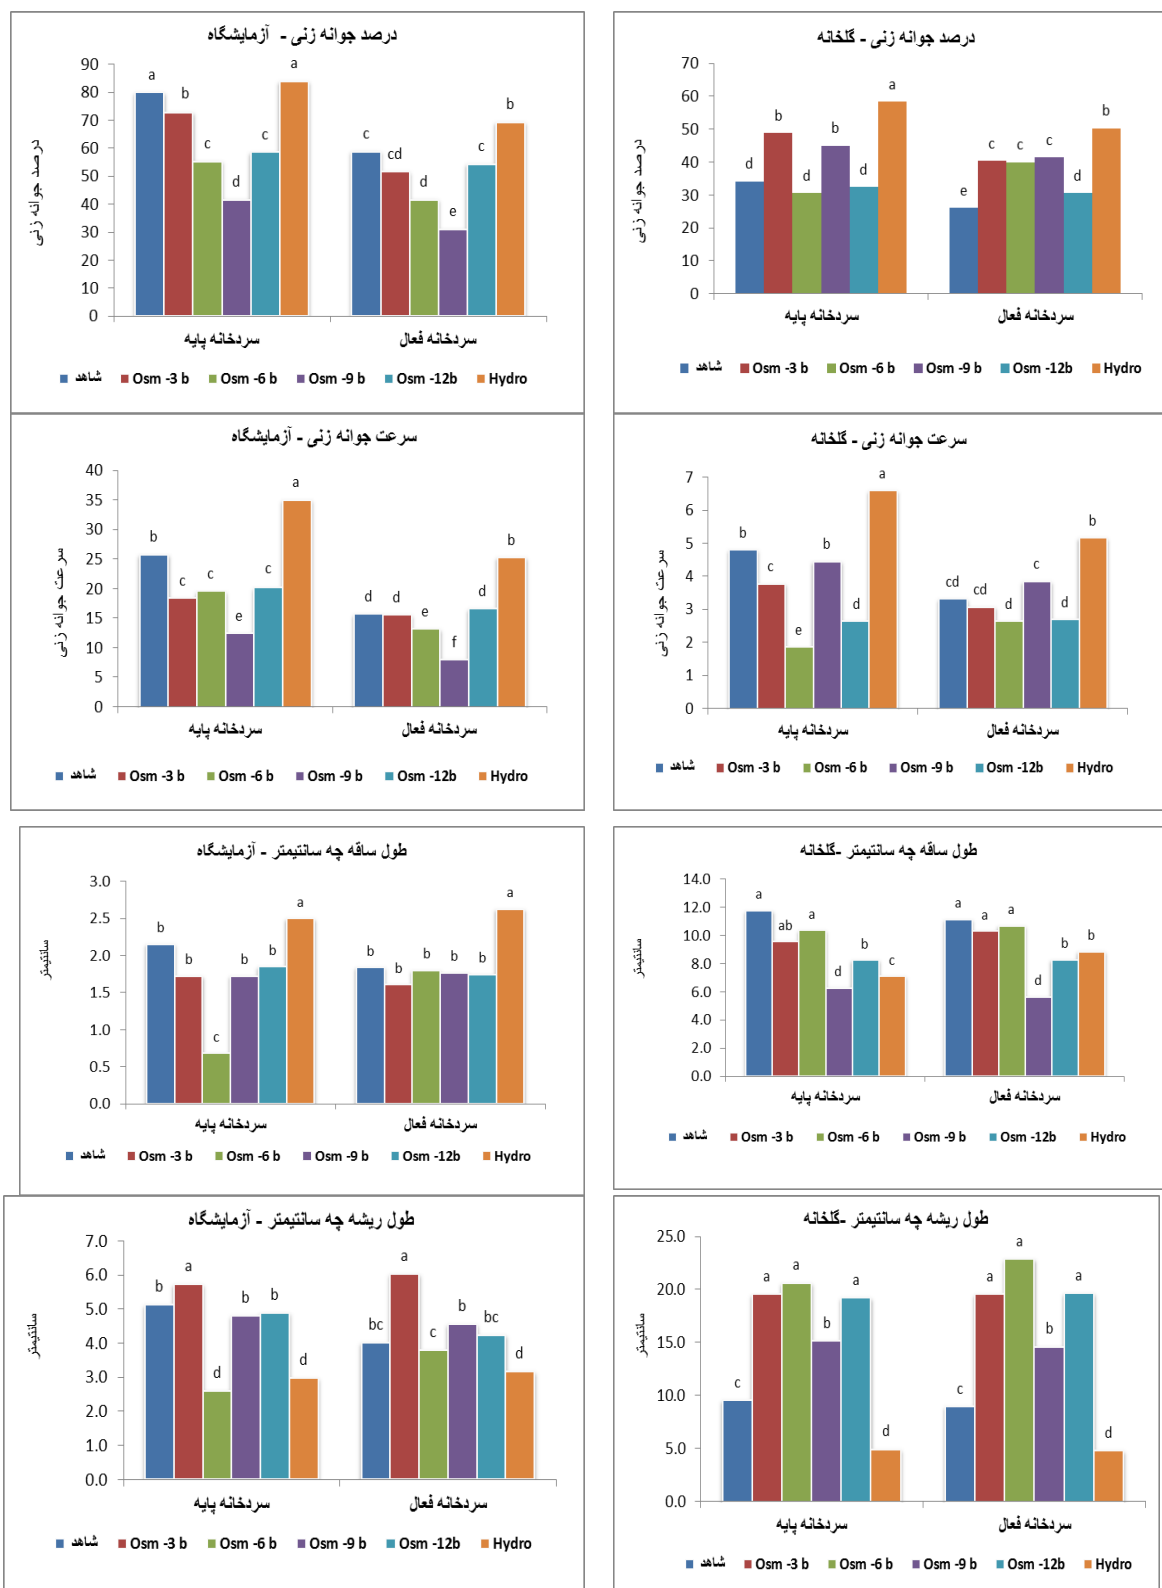 درصد جوانه زنی - آزمایشگاه
درصد جوانه زنی
90
80
70
60
50
40
30
20
10
0
a b c d c a
c cd d e c b
سردخانه پایه سردخانه فعال
شاهد Osm -3 b Osm -6 b Osm -9 b Osm -12b Hydro
درصد جوانه زنی - گلخانه
درصد جوانه زنی
70
60
50
40
30
20
10
0
d b d b d a
e c c c d b
سردخانه پایه سردخانه فعال
شاهد Osm -3 b Osm -6 b Osm -9 b Osm -12b Hydro
سرعت جوانه زنی - آزمایشگاه
سرعت جوانه زنی
40
35
30
25
20
15
10
5
0
b c c e c a
d d e f d b
سردخانه پایه سردخانه فعال
شاهد Osm -3 b Osm -6 b Osm -9 b Osm -12b Hydro
سرعت جوانه زنی - گلخانه
سرعت جوانه زنی
7
6
5
4
3
2
1
0
b c e b d a
cd cd d c d b
سردخانه پایه سردخانه فعال
شاهد Osm -3 b Osm -6 b Osm -9 b Osm -12b Hydro
طول ساقه چه سانتیمتر - آزمایشگاه
سانتیمتر
3.0
2.5
2.0
1.5
1.0
0.5
0.0
b b c b b a
b b b b b a
سردخانه پایه سردخانه فعال
شاهد Osm -3 b Osm -6 b Osm -9 b Osm -12b Hydro
طول ساقه چه سانتیمتر -گلخانه
سانتیمتر
14.0
12.0
10.0
8.0
6.0
4.0
2.0
0.0
a ab a d b c
a a a d b b
سردخانه پایه سردخانه فعال
شاهد Osm -3 b Osm -6 b Osm -9 b Osm -12b Hydro
طول ریشه چه سانتیمتر - آزمایشگاه
سانتیمتر
7.0
6.0
5.0
4.0
3.0
2.0
1.0
0.0
b a d b b d
bc a c b bc d
سردخانه پایه سردخانه فعال
شاهد Osm -3 b Osm -6 b Osm -9 b Osm -12b Hydro
طول ریشه چه سانتیمتر -گلخانه
سانتیمتر
25.0
20.0
15.0
10.0
5.0
0.0
c a a b a d
c a a b a d
سردخانه پایه سردخانه فعال
شاهد Osm -3 b Osm -6 b Osm -9 b Osm -12b Hydro